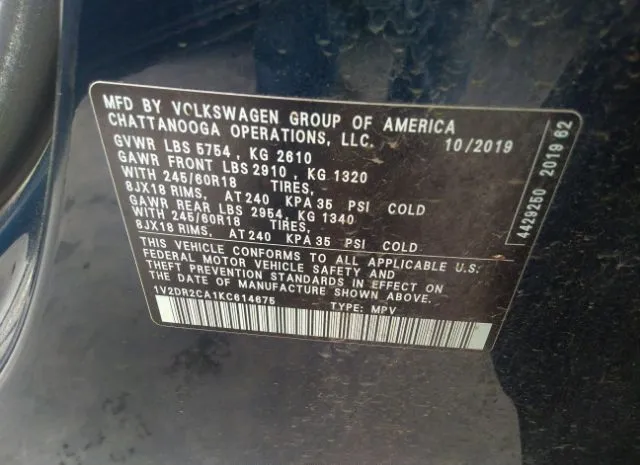 MFD BY VOLKSWAGEN GROUP OF AMERICA
CHATTANOOGA OPERATIONS, LLC. 10/2019
GVWR LBS 5754 , KG 2610
GAWR FRONT LBS 2910 , KG 1320
WITH 245/60R18 TIRES,
8JX18 RIMS, AT 240 KPA 35 PSI COLD
GAWR REAR LBS 2954 , KG 1340
WITH 245/60R18 TIRES,
8JX18 RIMS, AT 240 KPA 35 PSI COLD
THIS VEHICLE CONFORMS TO ALL APPLICABLE U.S.
FEDERAL MOTOR VEHICLE SAFETY AND
THEFT PREVENTION STANDARDS IN EFFECT ON
THE DATE OF MANUFACTURE SHOWN ABOVE.
1V2DR2CA1KC614675 TYPE: MPV
4429250 2019 62